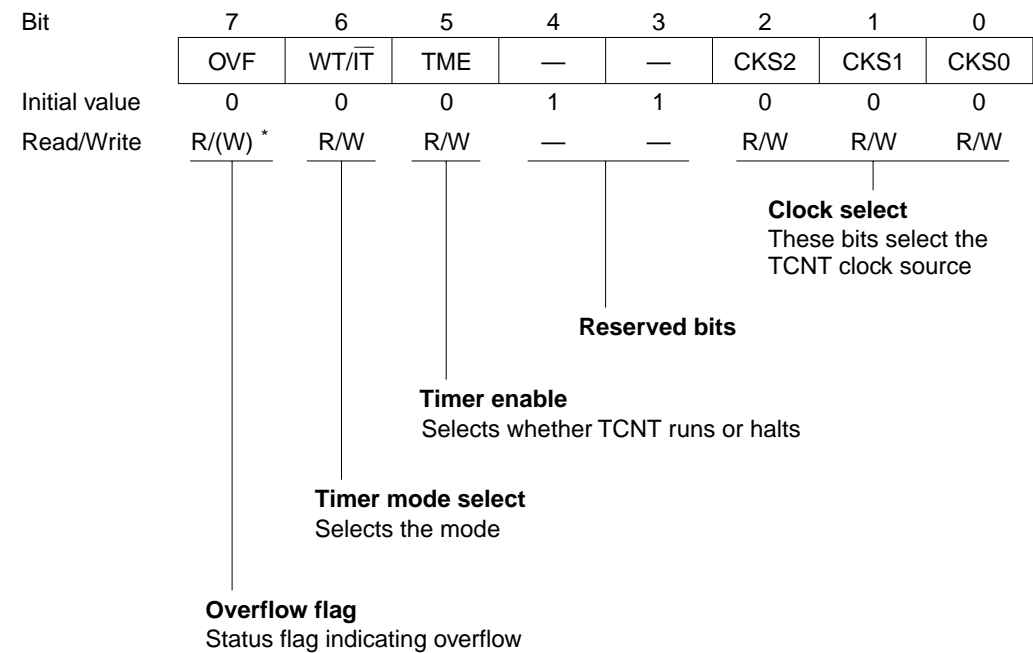 Bit 7 6 5 4 3 2 1 0
OVF WT/I̅T̅ TME — — CKS2 CKS1 CKS0
Initial value 0 0 0 1 1 0 0 0
Read/Write R/(W) * R/W R/W — — R/W R/W R/W
Clock select
These bits select the
TCNT clock source
Reserved bits
Timer enable
Selects whether TCNT runs or halts
Timer mode select
Selects the mode
Overflow flag
Status flag indicating overflow